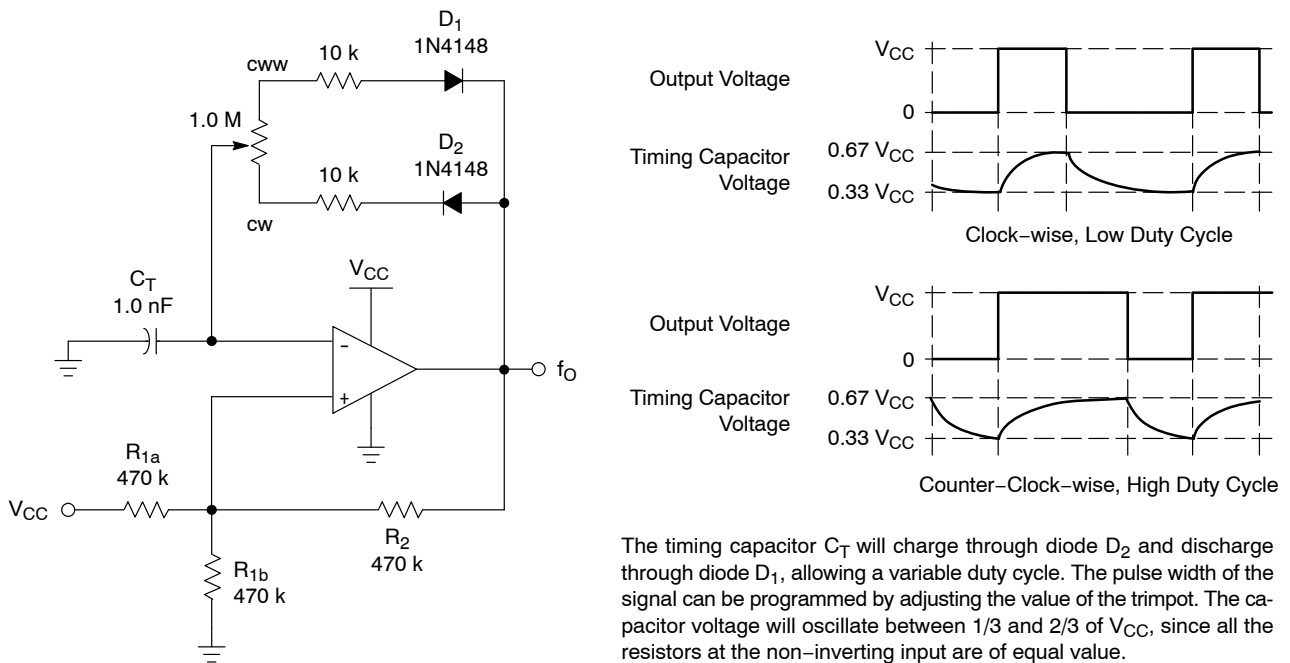 D1
1N4148
10 k
cww
1.0 M
D2
1N4148
10 k
cw
CT
1.0 nF
VCC
-
+
fO
R1a
470 k
VCC
R2
470 k
R1b
470 k
VCC
Output Voltage
0
Timing Capacitor
Voltage
0.67 VCC
0.33 VCC
Clock−wise, Low Duty Cycle
VCC
Output Voltage
0
Timing Capacitor
Voltage
0.67 VCC
0.33 VCC
Counter−Clock−wise, High Duty Cycle
The timing capacitor CT will charge through diode D2 and discharge
through diode D1, allowing a variable duty cycle. The pulse width of the
signal can be programmed by adjusting the value of the trimpot. The ca-
pacitor voltage will oscillate between 1/3 and 2/3 of VCC, since all the
resistors at the non−inverting input are of equal value.